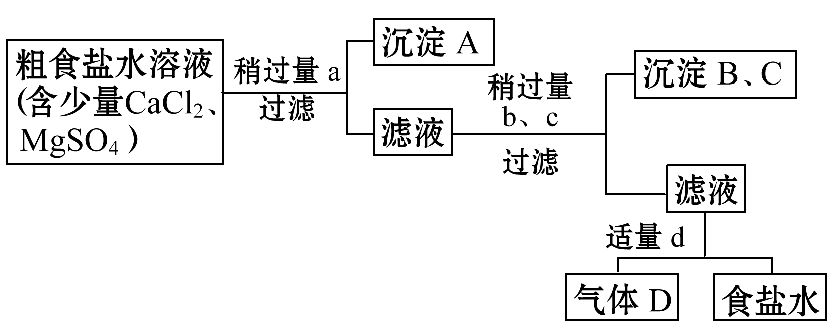 粗食盐水溶液
(含少量CaCl₂、
MgSO₄)
稍过量 a
过滤
沉淀 A
滤液
稍过量
b、c
过滤
沉淀 B、C
滤液
适量 d
气体 D
食盐水